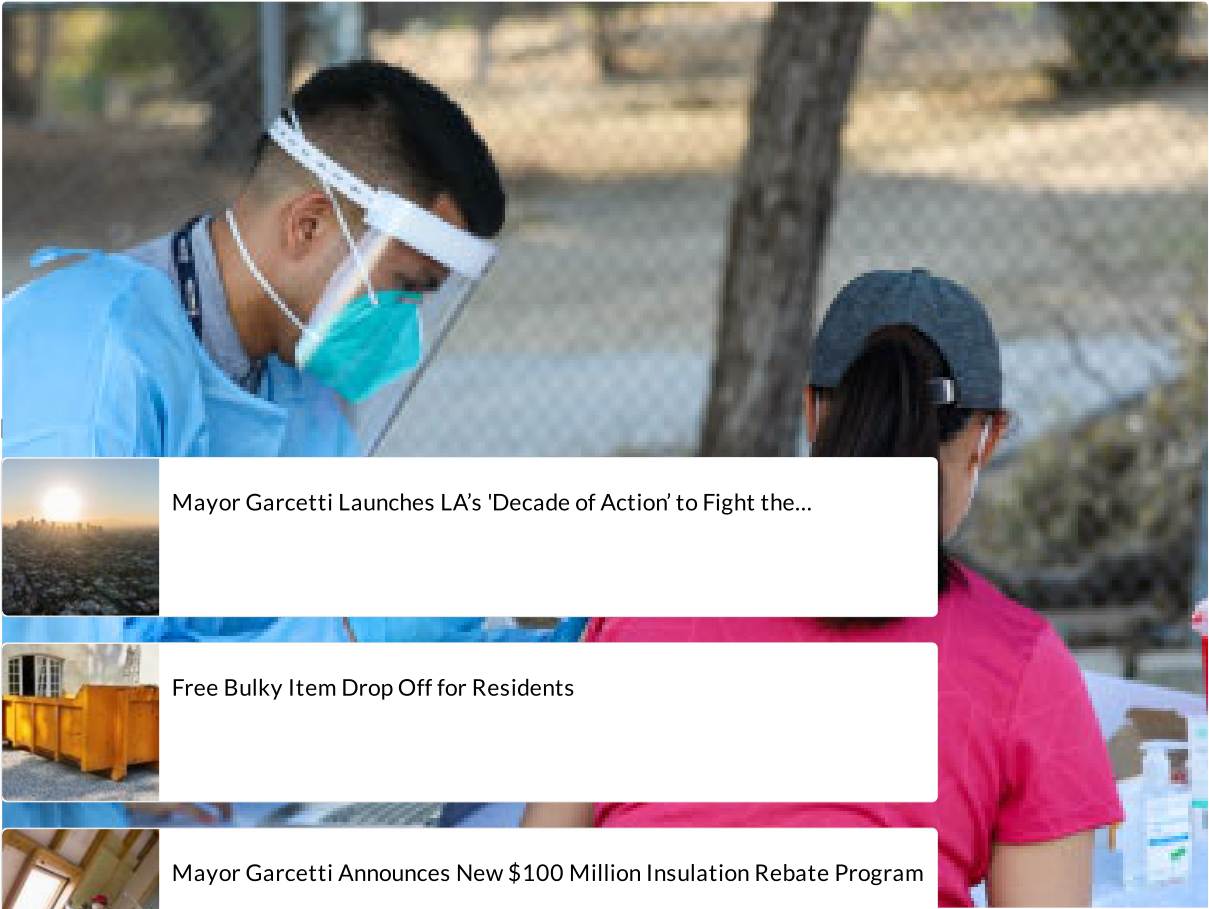 Mayor Garcetti Launches LA’s 'Decade of Action’ to Fight the...
Free Bulky Item Drop Off for Residents
Mayor Garcetti Announces New $100 Million Insulation Rebate Program